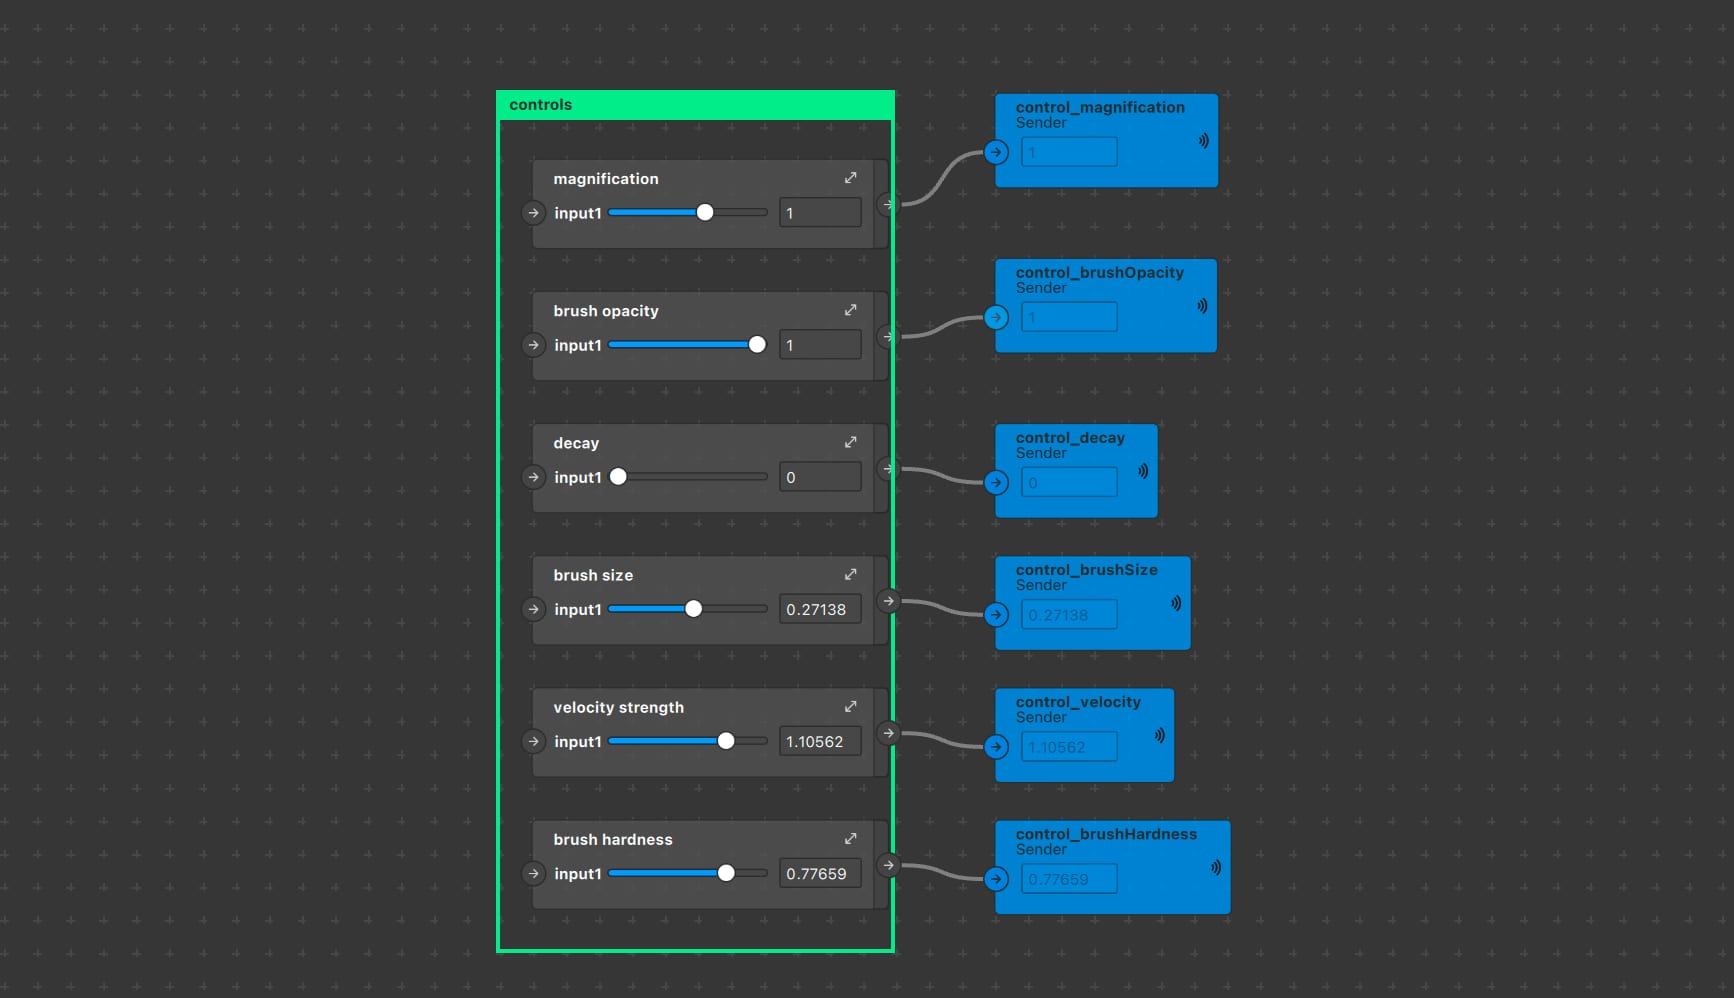 controls
magnification
input1 1
brush opacity
input1 1
decay
input1 0
brush size
input1 0.27138
velocity strength
input1 1.10562
brush hardness
input1 0.77659
control_magnification
Sender
1
control_brushOpacity
Sender
1
control_decay
Sender
0
control_brushSize
Sender
0.27138
control_velocity
Sender
1.10562
control_brushHardness
Sender
0.77659